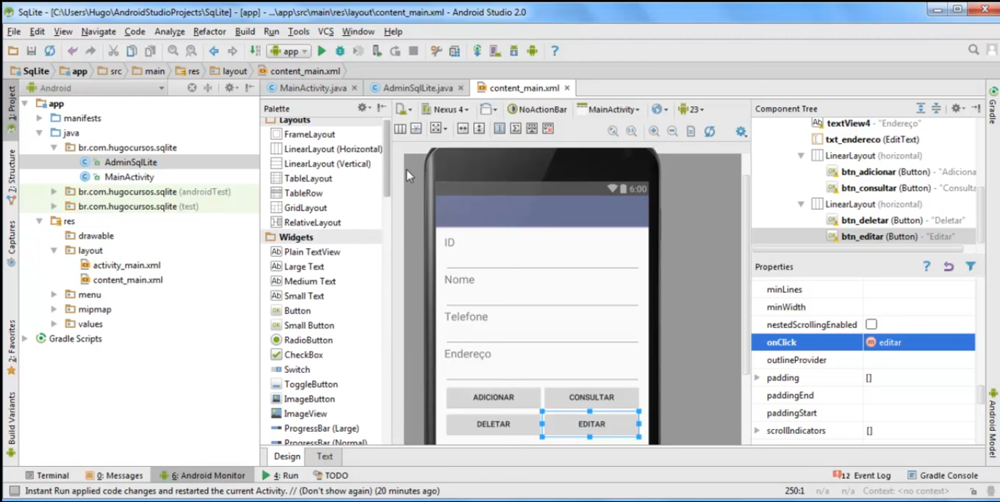 SqLite - [C:\Users\Hugo\AndroidStudioProjects\SqLite] - [app] - ...\app\src\main\res\layout\content_main.xml - Android Studio 2.0
File Edit View Navigate Code Analyze Refactor Build Run Tools VCS Window Help
app
SqLite app src main res layout content_main.xml
Android
MainActivity.java
AdminSqlLite.java
content_main.xml
1: Project
7: Structure
Captures
2: Favorites
Build Variants
app
manifests
java
br.com.hugocursos.sqlite
AdminSqlLite
MainActivity
br.com.hugocursos.sqlite (androidTest)
br.com.hugocursos.sqlite (test)
res
drawable
layout
activity_main.xml
content_main.xml
menu
mipmap
values
Gradle Scripts
Palette
Layouts
FrameLayout
LinearLayout (Horizontal)
LinearLayout (Vertical)
TableLayout
TableRow
GridLayout
RelativeLayout
Widgets
Plain TextView
Large Text
Medium Text
Small Text
Button
Small Button
RadioButton
CheckBox
Switch
ToggleButton
ImageButton
ImageView
ProgressBar (Large)
ProgressBar (Normal)
Nexus 4 NoActionBar MainActivity 23
6:00
ID
Nome
Telefone
Endereço
ADICIONAR CONSULTAR
DELETAR EDITAR
Design Text
Component Tree
textView4 - "Endereço"
txt_endereco (EditText)
LinearLayout (horizontal)
btn_adicionar (Button) - "Adiciona
btn_consultar (Button) - "Consulta
LinearLayout (horizontal)
btn_deletar (Button) - "Deletar"
btn_editar (Button) - "Editar"
Properties
minLines
minWidth
nestedScrollingEnabled
onClick editar
outlineProvider
padding []
paddingEnd
paddingStart
scrollIndicators []
Gradle
Android Model
Terminal 0: Messages 6: Android Monitor 4: Run TODO 12 Event Log Gradle Console
Instant Run applied code changes and restarted the current Activity. // (Don't show again) (20 minutes ago) 250:1 n/a n/a Context: <no context>